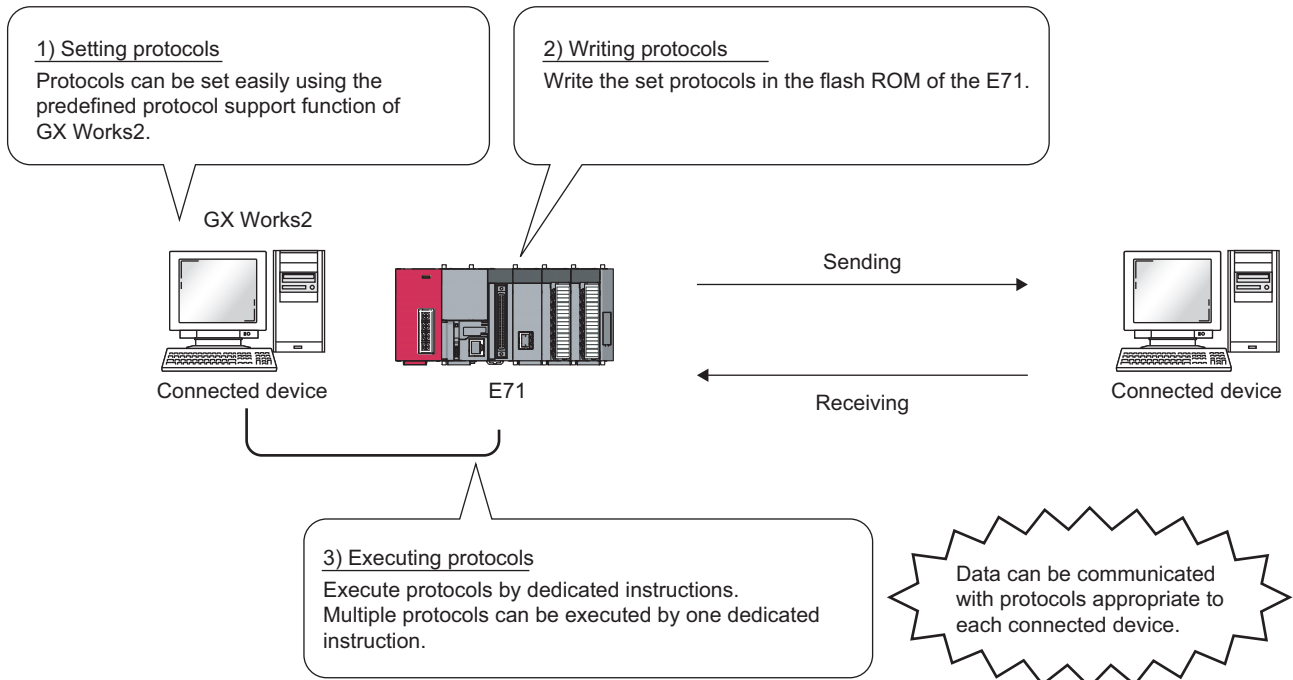 1) Setting protocols
Protocols can be set easily using the
predefined protocol support function of
GX Works2.
2) Writing protocols
Write the set protocols in the flash ROM of the E71.
GX Works2
Sending
Connected device
E71
Receiving
Connected device
3) Executing protocols
Execute protocols by dedicated instructions.
Multiple protocols can be executed by one dedicated
instruction.
Data can be communicated
with protocols appropriate to
each connected device.